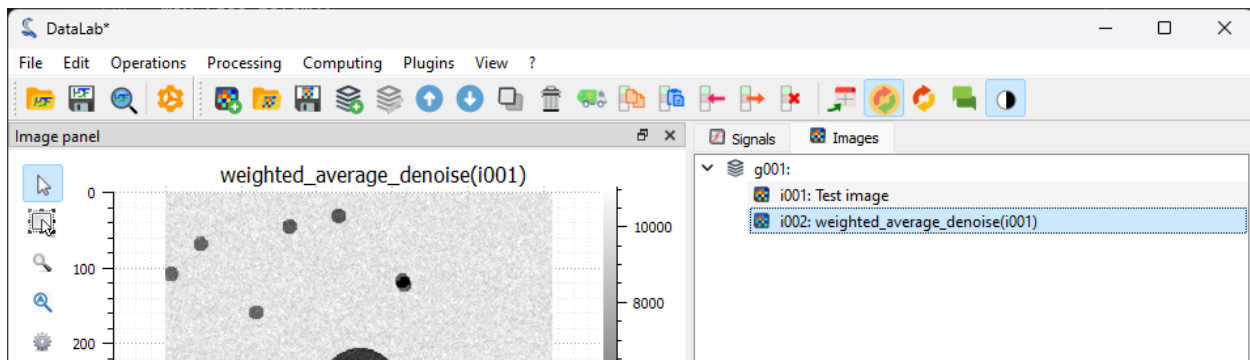 DataLab*
File Edit Operations Processing Computing Plugins View ?
Image panel
Signals Images
weighted_average_denoise(i001)
g001:
i001: Test image
i002: weighted_average_denoise(i001)
0
100
200
10000
8000